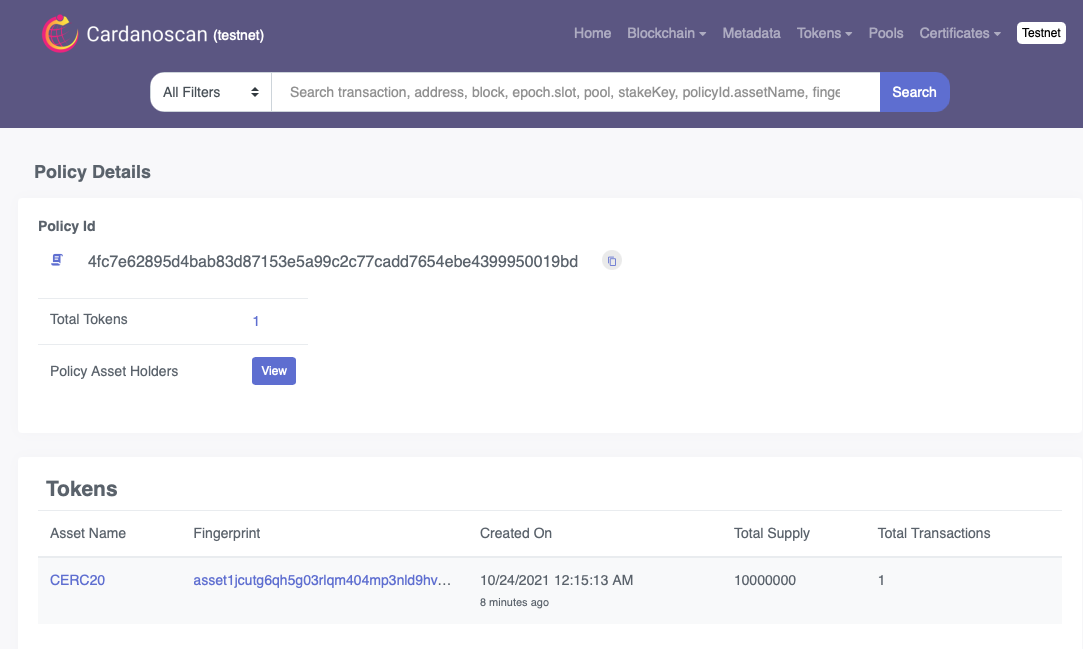 Cardanoscan (testnet)
Home Blockchain Metadata Tokens Pools Certificates Testnet
All Filters Search transaction, address, block, epoch.slot, pool, stakeKey, policyId.assetName, finge Search
Policy Details
Policy Id
4fc7e62895d4bab83d87153e5a99c2c77cadd7654ebe4399950019bd
Total Tokens 1
Policy Asset Holders View
Tokens
Asset Name Fingerprint Created On Total Supply Total Transactions
CERC20 asset1jcutg6qh5g03rlqm404mp3nld9hv... 10/24/2021 12:15:13 AM 10000000 1
8 minutes ago